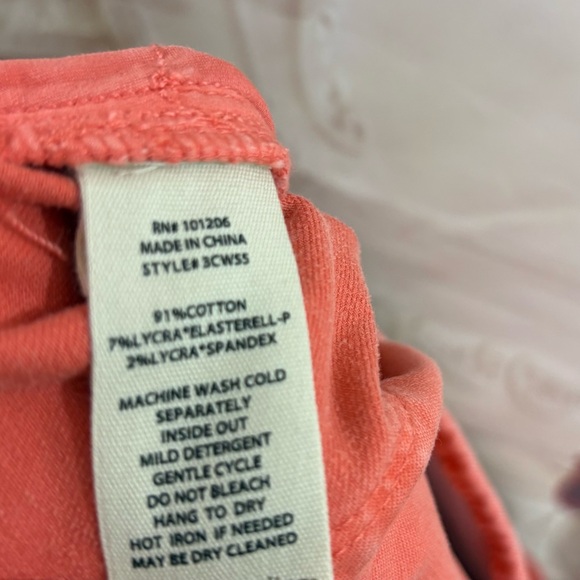 RN# 101206
MADE IN CHINA
STYLE# 3CW55
91%COTTON
7%LYCRA*ELASTERELL-P
2%LYCRA*SPANDEX
MACHINE WASH COLD
SEPARATELY
INSIDE OUT
MILD DETERGENT
GENTLE CYCLE
DO NOT BLEACH
HANG TO DRY
HOT IRON IF NEEDED
MAY BE DRY CLEANED